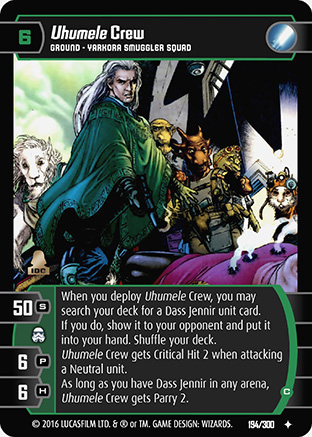 6
Uhumele Crew
GROUND - YARKORA SMUGGLER SQUAD
IDC
50 S
6 P
6 H
When you deploy Uhumele Crew, you may
search your deck for a Dass Jennir unit card.
If you do, show it to your opponent and put it
into your hand. Shuffle your deck.
Uhumele Crew gets Critical Hit 2 when attacking
a Neutral unit.
As long as you have Dass Jennir in any arena,
Uhumele Crew gets Parry 2.
C
© 2016 LUCASFILM LTD. & ® or TM. GAME DESIGN: WIZARDS.
194/300